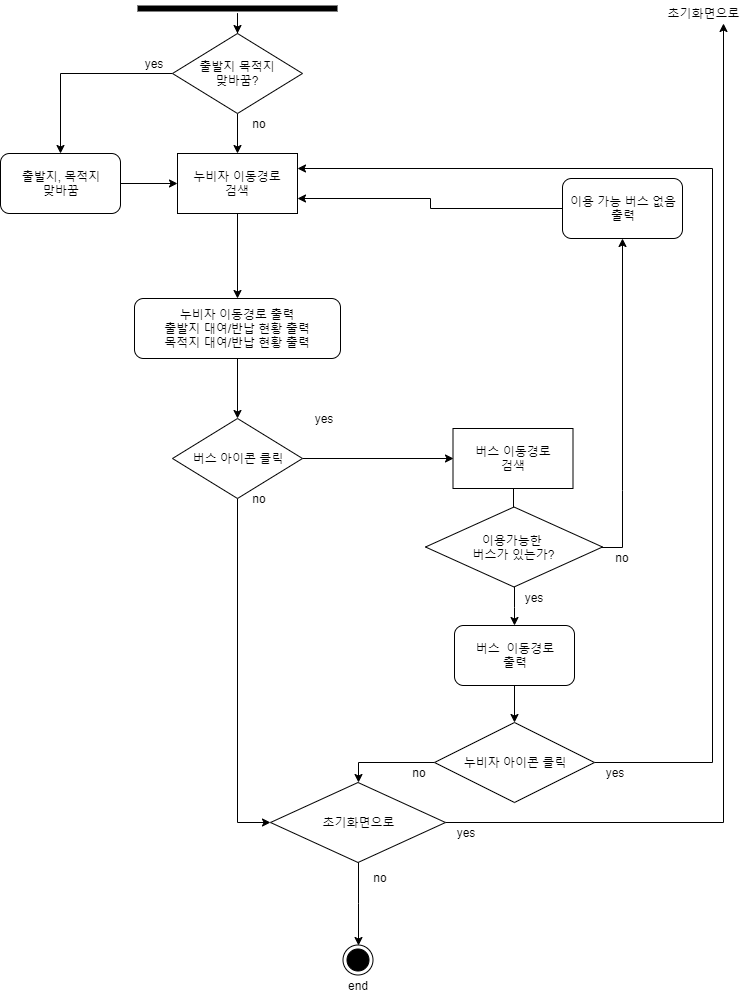 초기화면으로
yes
출발지 목적지
맞바꿈?
no
출발지, 목적지
맞바꿈
누비자 이동경로
검색
이용 가능 버스 없음
출력
누비자 이동경로 출력
출발지 대여/반납 현황 출력
목적지 대여/반납 현황 출력
yes
버스 아이콘 클릭
no
버스 이동경로
검색
이용가능한
버스가 있는가?
no
yes
버스 이동경로
출력
누비자 아이콘 클릭
no
yes
초기화면으로
yes
no
end